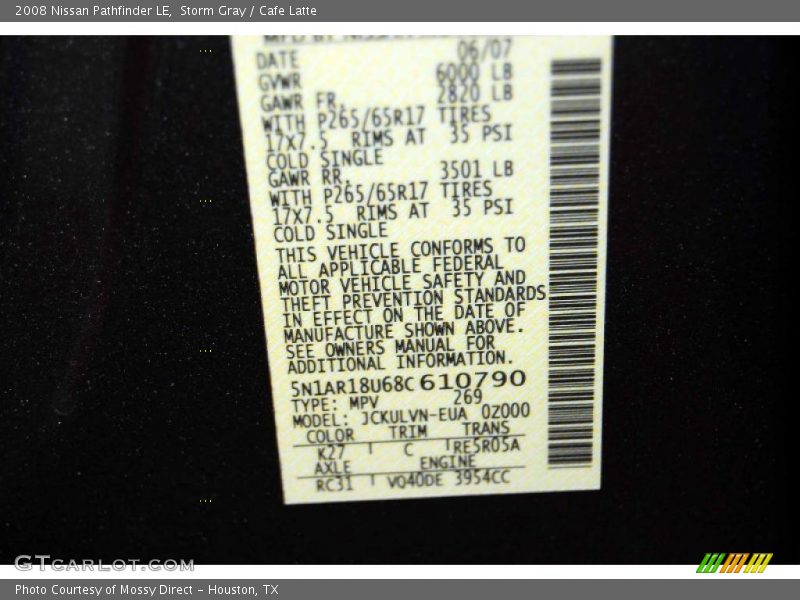 2008 Nissan Pathfinder LE, Storm Gray / Cafe Latte
DATE 06/07
GVWR 6000 LB
GAWR FR. 2820 LB
WITH P265/65R17 TIRES
17X7.5 RIMS AT 35 PSI
COLD SINGLE
GAWR RR. 3501 LB
WITH P265/65R17 TIRES
17X7.5 RIMS AT 35 PSI
COLD SINGLE
THIS VEHICLE CONFORMS TO
ALL APPLICABLE FEDERAL
MOTOR VEHICLE SAFETY AND
THEFT PREVENTION STANDARDS
IN EFFECT ON THE DATE OF
MANUFACTURE SHOWN ABOVE.
SEE OWNERS MANUAL FOR
ADDITIONAL INFORMATION.
5N1AR18U68C610790
TYPE: MPV 269
MODEL: JCKULVN-EUA 0Z000
COLOR TRIM TRANS
K27 C RE5R05A
AXLE ENGINE
RC31 VQ40DE 3954CC
GTCARLOT.COM
Photo Courtesy of Mossy Direct - Houston, TX